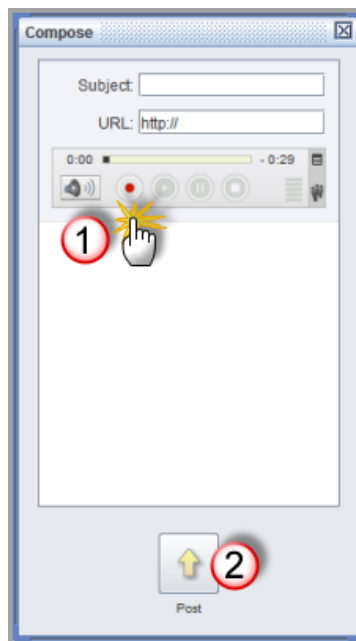 Compose
Subject:
URL: http://
0:00 - 0:29
1
2
Post